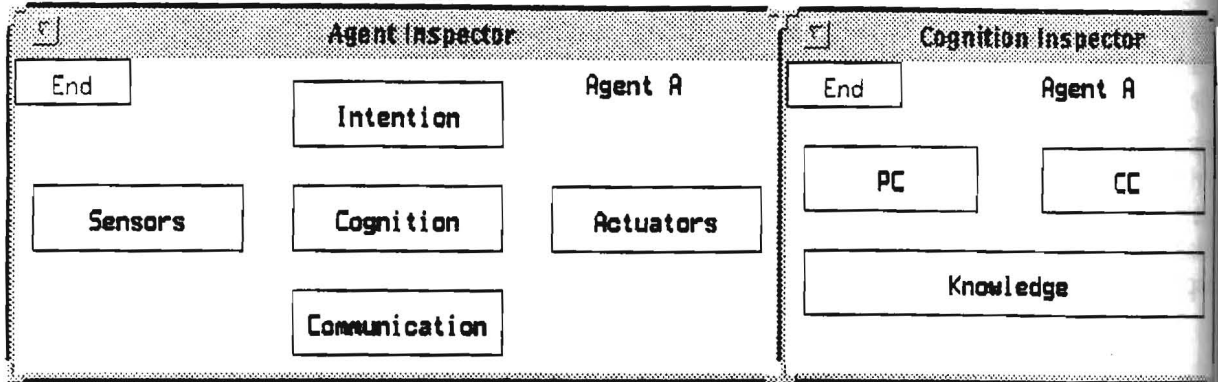 Agent Inspector
End
Agent A
Intention
Sensors
Cognition
Actuators
Communication
Cognition Inspector
End
Agent A
PC
CC
Knowledge